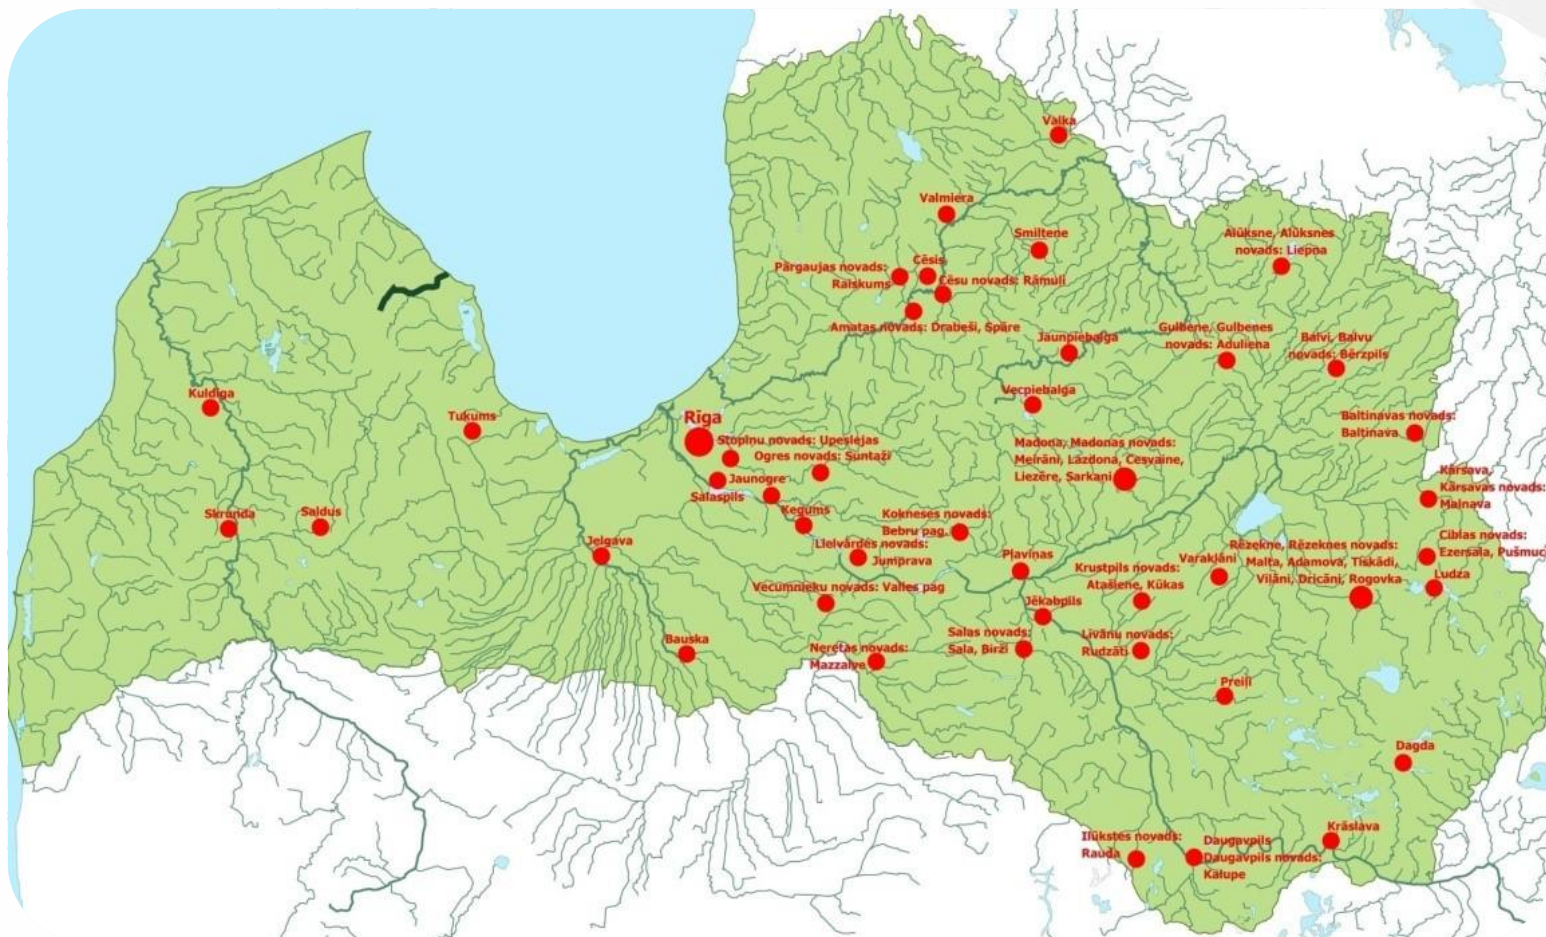 Valka
Valmiera
Smiltene
Alūksne, Alūksnes
novads: Liepna
Cēsis
Pārgaujas novads:
Raiskums
Cēsu novads: Rāmuļi
Amatas novads: Drabeši, Spāre
Jaunpiebalga
Gulbene, Gulbenes
novads: Aduliena
Balvi, Balvu
novads: Bērzpils
Kuldīga
Vecpiebalga
Tukums
Rīga
Baltinavas novads:
Baltinava
Stopiņu novads: Upeslejas
Ogres novads: Suntaži
Madona, Madonas novads:
Meirāni, Lazdona, Cesvaine,
Liezēre, Sarkaņi
Jaunogre
Salaspils
Kārsava,
Kārsavas novads:
Malnava
Skrunda
Saldus
Ķegums
Kokneses novads:
Bebru pag.
Jelgava
Lielvārdes novads:
Jumprava
Pļaviņas
Krustpils novads:
Atašiene, Kūkas
Varakļāni
Rēzekne, Rēzeknes novads:
Malta, Adamova, Tiskādi,
Viļāni, Dricāni, Rogovka
Ciblas novads:
Ezersala, Pušmuc
Ludza
Vecumnieku novads: Valles pag
Jēkabpils
Bauska
Neretas novads:
Mazzalve
Salas novads:
Sala, Birži
Līvānu novads:
Rudzāti
Preiļi
Dagda
Ilūkstes novads:
Rauda
Daugavpils
Daugavpils novads:
Kalupe
Krāslava